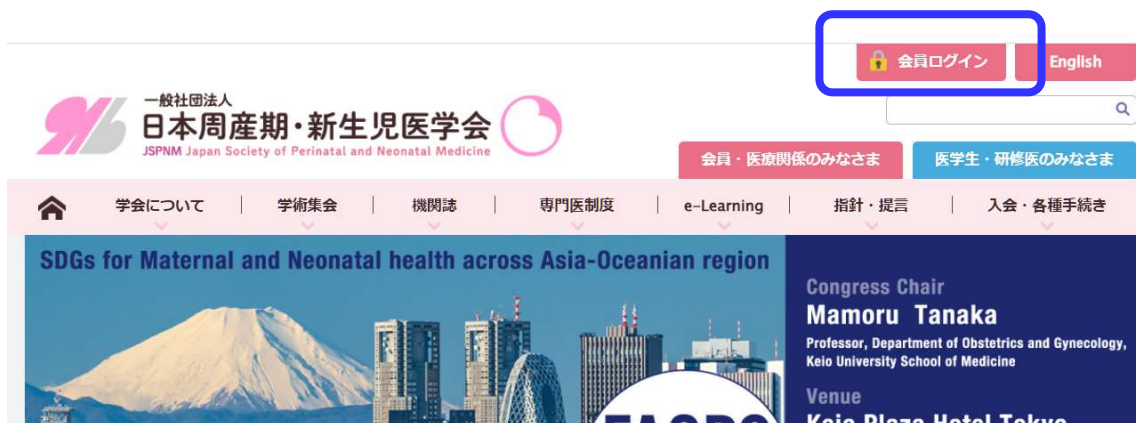 会員ログイン
English
一般社団法人
日本周産期・新生児医学会
JSPNM Japan Society of Perinatal and Neonatal Medicine
会員・医療関係のみなさま
医学生・研修医のみなさま
学会について
学術集会
機関誌
専門医制度
e-Learning
指針・提言
入会・各種手続き
SDGs for Maternal and Neonatal health across Asia-Oceanian region
Congress Chair
Mamoru Tanaka
Professor, Department of Obstetrics and Gynecology,
Keio University School of Medicine
Venue
Keio Plaza Hotel Tokyo